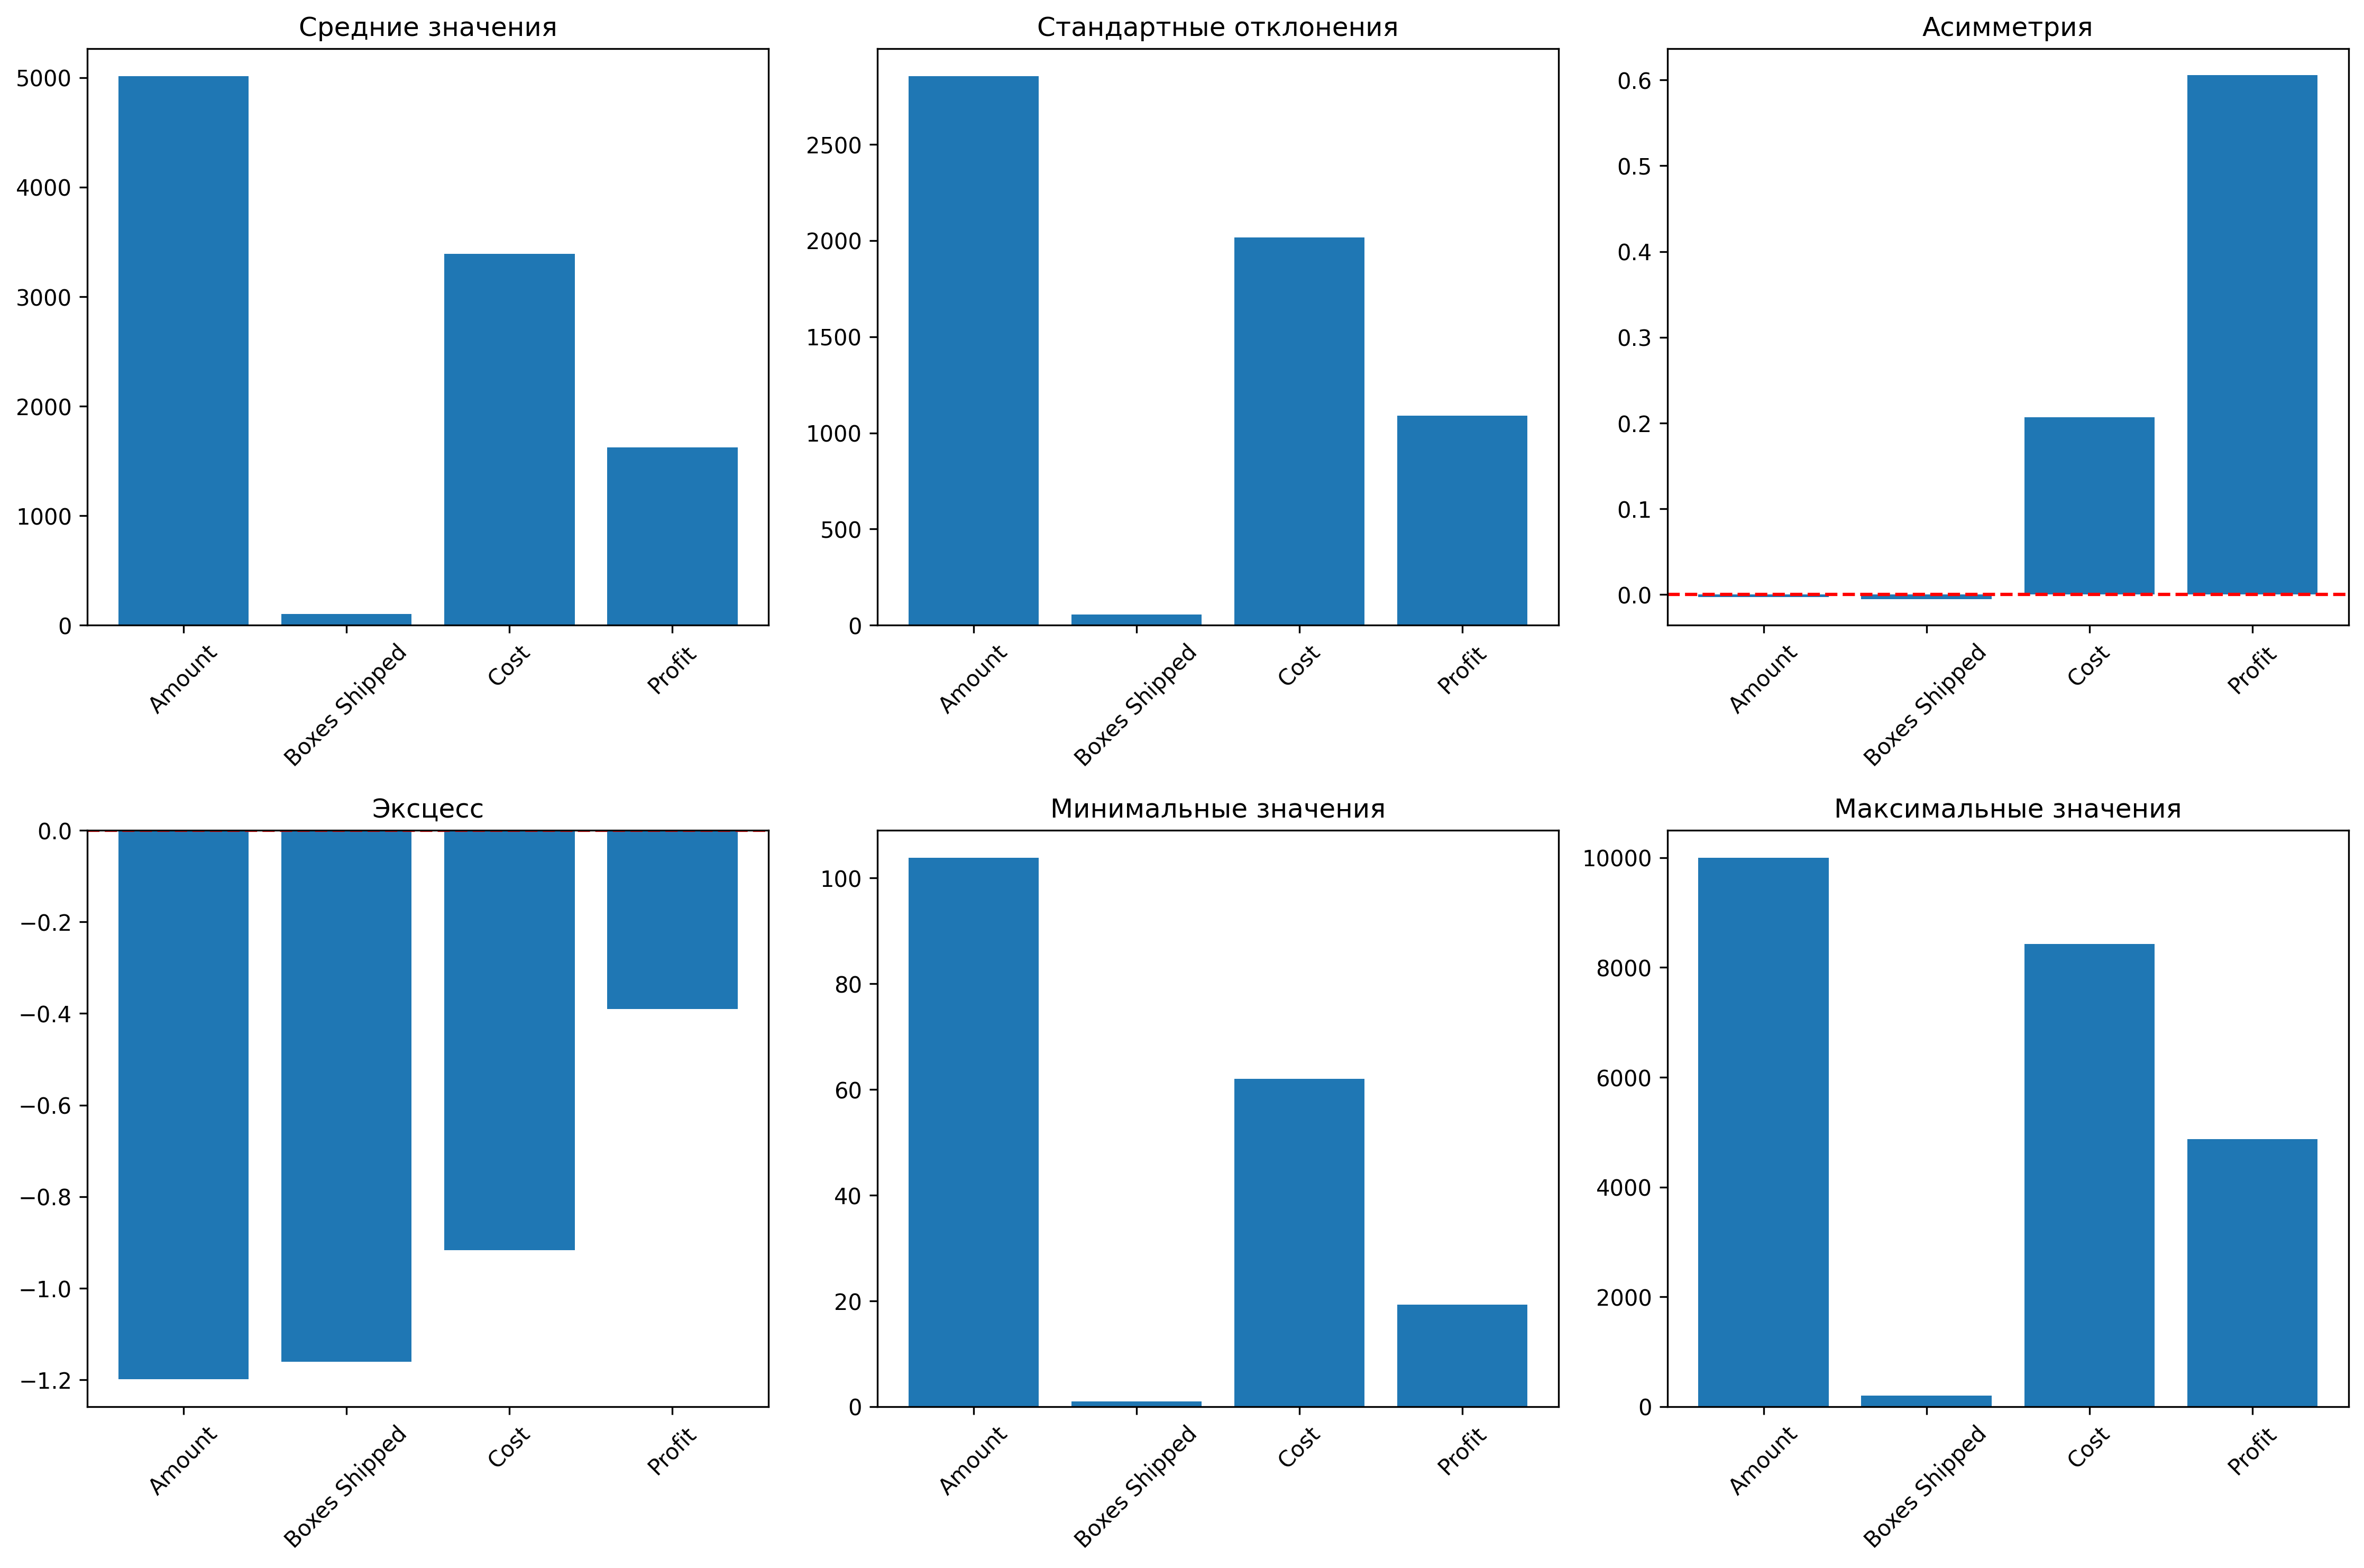 Средние значения
5000
4000
3000
2000
1000
0
Amount
Boxes Shipped
Cost
Profit
Стандартные отклонения
2500
2000
1500
1000
500
0
Amount
Boxes Shipped
Cost
Profit
Асимметрия
0.6
0.5
0.4
0.3
0.2
0.1
0.0
Amount
Boxes Shipped
Cost
Profit
Эксцесс
0.0
−0.2
−0.4
−0.6
−0.8
−1.0
−1.2
Amount
Boxes Shipped
Cost
Profit
Минимальные значения
100
80
60
40
20
0
Amount
Boxes Shipped
Cost
Profit
Максимальные значения
10000
8000
6000
4000
2000
0
Amount
Boxes Shipped
Cost
Profit